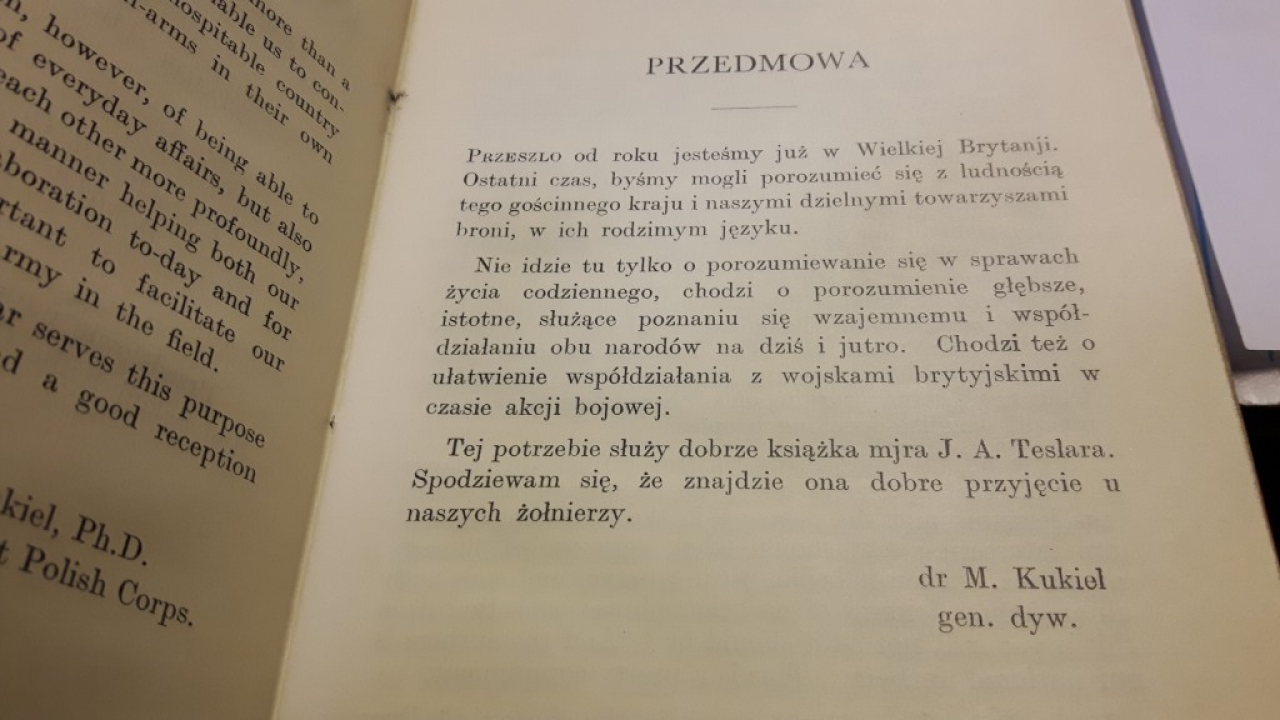 more than a
able us to con-
hospitable country
-arms in their own
, however, of being able to
of everyday affairs, but also
each other more profoundly,
manner helping both our
to-day and for
to facilitate our
in the field.
serves this purpose
a good reception
kiel, Ph.D.
Polish Corps.
PRZEDMOWA
PRZESZLO od roku jesteśmy już w Wielkiej Brytanji.
Ostatni czas, byśmy mogli porozumieć się z ludnością
tego gościnnego kraju i naszymi dzielnymi towarzyszami
broni, w ich rodzimym języku.
Nie idzie tu tylko o porozumiewanie się w sprawach
życia codziennego, chodzi o porozumienie głębsze,
istotne, służące poznaniu się wzajemnemu i współ-
działaniu obu narodów na dziś i jutro. Chodzi też o
ułatwienie współdziałania z wojskami brytyjskimi w
czasie akcji bojowej.
Tej potrzebie służy dobrze książka mjra J. A. Teslara.
Spodziewam się, że znajdzie ona dobre przyjęcie u
naszych żołnierzy.
dr M. Kukieł
gen. dyw.